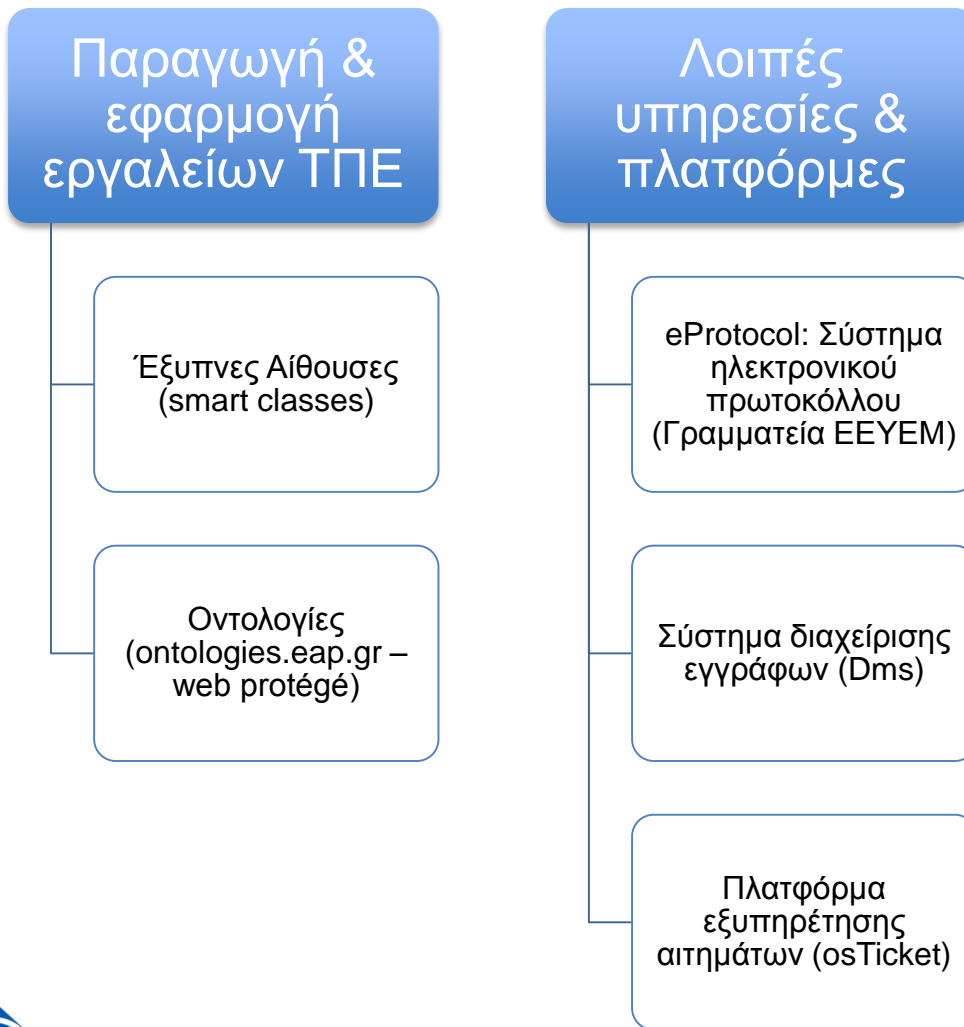 Παραγωγή &
εφαρμογή
εργαλείων ΤΠΕ
Έξυπνες Αίθουσες
(smart classes)
Οντολογίες
(ontologies.eap.gr –
web protégé)
Λοιπές
υπηρεσίες &
πλατφόρμες
eProtocol: Σύστημα
ηλεκτρονικού
πρωτοκόλλου
(Γραμματεία ΕΕΥΕΜ)
Σύστημα διαχείρισης
εγγράφων (Dms)
Πλατφόρμα
εξυπηρέτησης
αιτημάτων (osTicket)